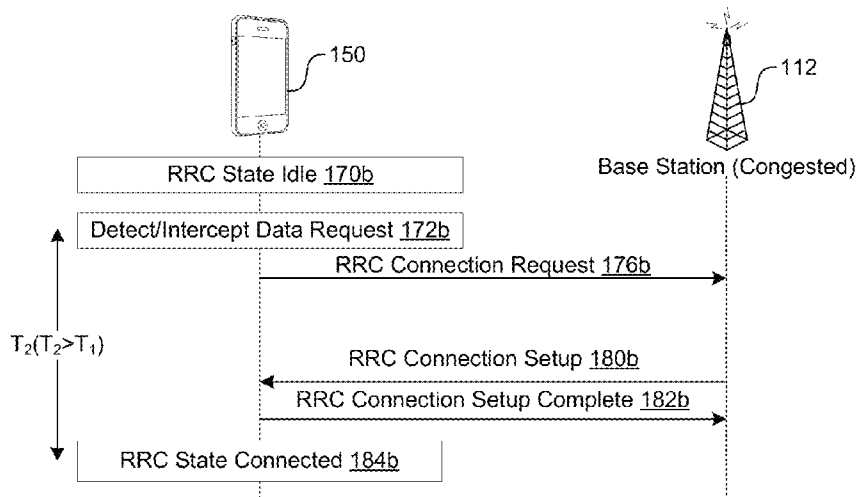 150
112
Base Station (Congested)
RRC State Idle 170b
Detect/Intercept Data Request 172b
RRC Connection Request 176b
T₂(T₂>T₁)
RRC Connection Setup 180b
RRC Connection Setup Complete 182b
RRC State Connected 184b